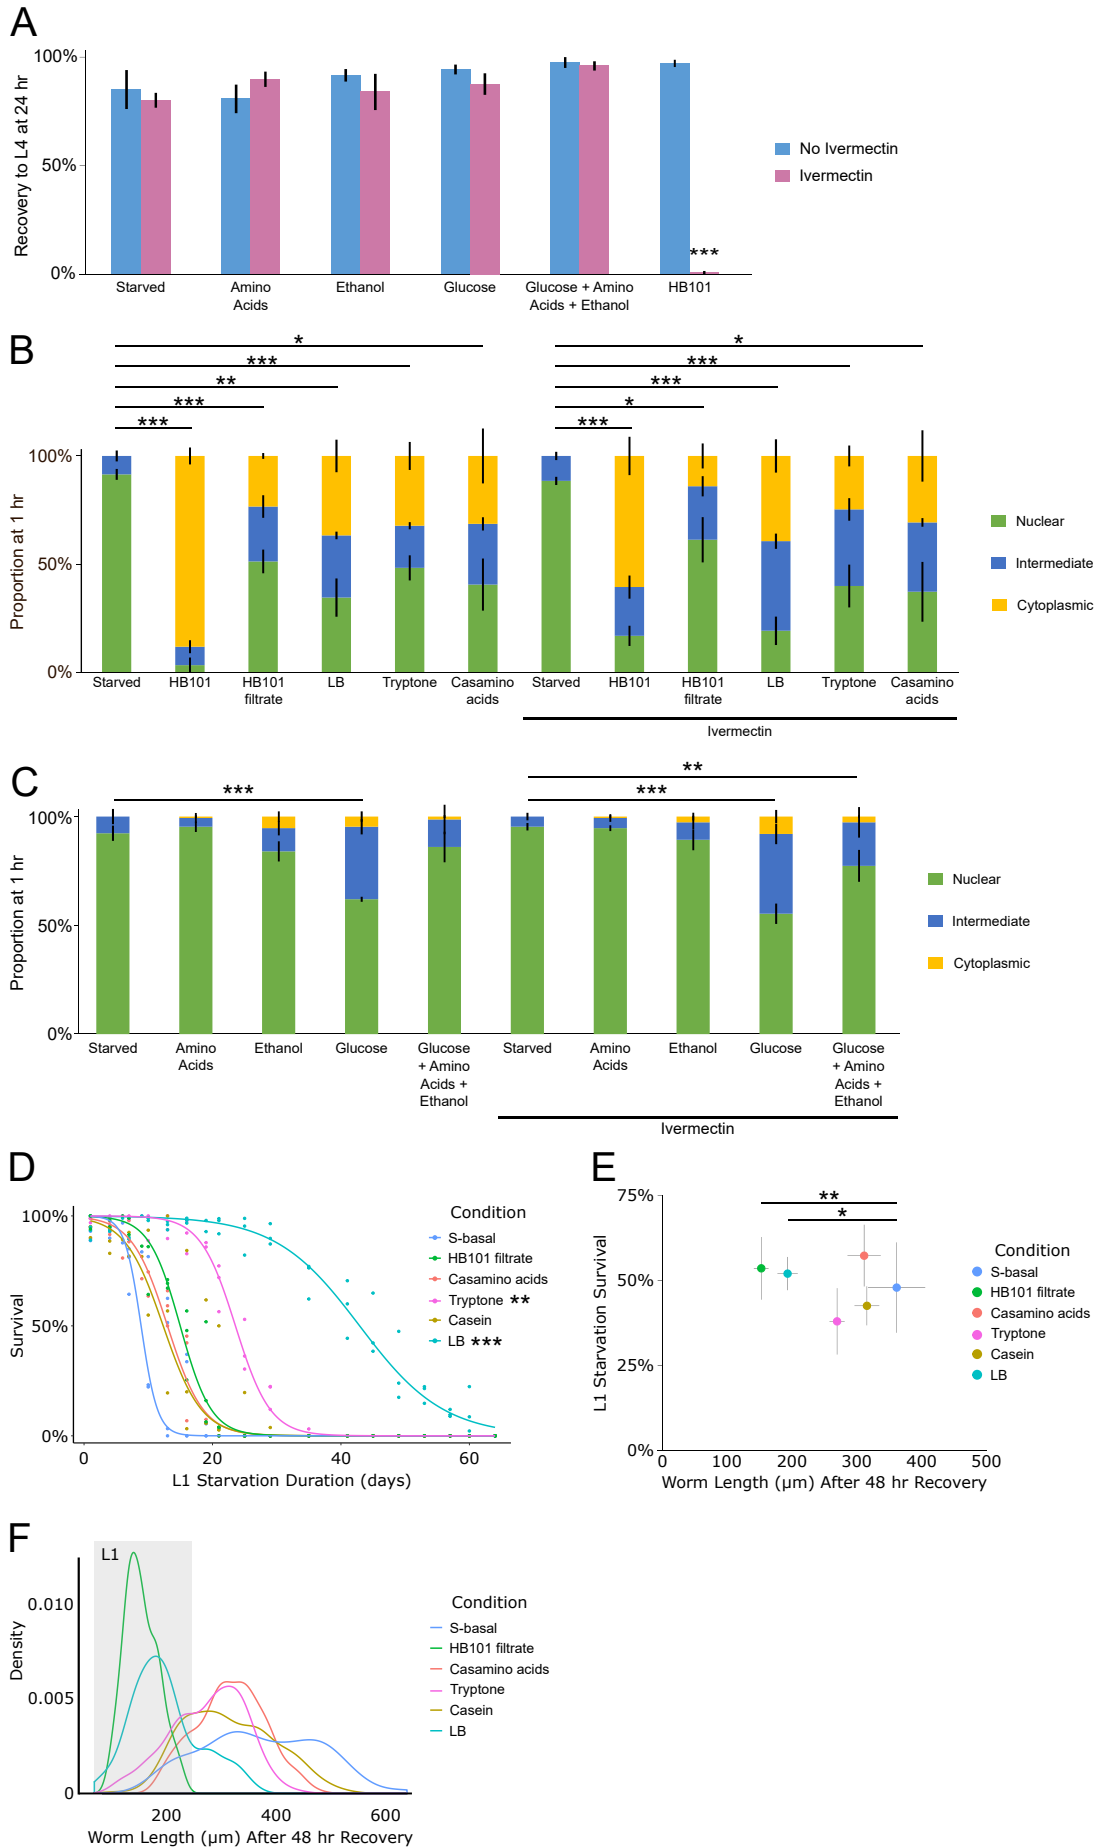 A
100%
50%
0%
Recovery to L4 at 24 hr
***
Starved
Amino
Acids
Ethanol
Glucose
Glucose + Amino
Acids + Ethanol
HB101
No Ivermectin
Ivermectin
B
*
***
**
***
***
*
***
***
*
***
100%
50%
0%
Proportion at 1 hr
Starved
HB101
HB101
filtrate
LB
Tryptone
Casamino
acids
Starved
HB101
HB101
filtrate
LB
Tryptone
Casamino
acids
Ivermectin
Nuclear
Intermediate
Cytoplasmic
C
***
**
***
100%
50%
0%
Proportion at 1 hr
Starved
Amino
Acids
Ethanol
Glucose
Glucose
+ Amino
Acids +
Ethanol
Starved
Amino
Acids
Ethanol
Glucose
Glucose
+ Amino
Acids +
Ethanol
Ivermectin
Nuclear
Intermediate
Cytoplasmic
D
100%
50%
0%
Survival
0
20
40
60
L1 Starvation Duration (days)
Condition
S-basal
HB101 filtrate
Casamino acids
Tryptone **
Casein
LB ***
E
75%
50%
25%
0%
L1 Starvation Survival
**
*
0
100
200
300
400
500
Worm Length (µm) After 48 hr Recovery
Condition
S-basal
HB101 filtrate
Casamino acids
Tryptone
Casein
LB
F
L1
0.010
0.005
0
Density
200
400
600
Worm Length (µm) After 48 hr Recovery
Condition
S-basal
HB101 filtrate
Casamino acids
Tryptone
Casein
LB